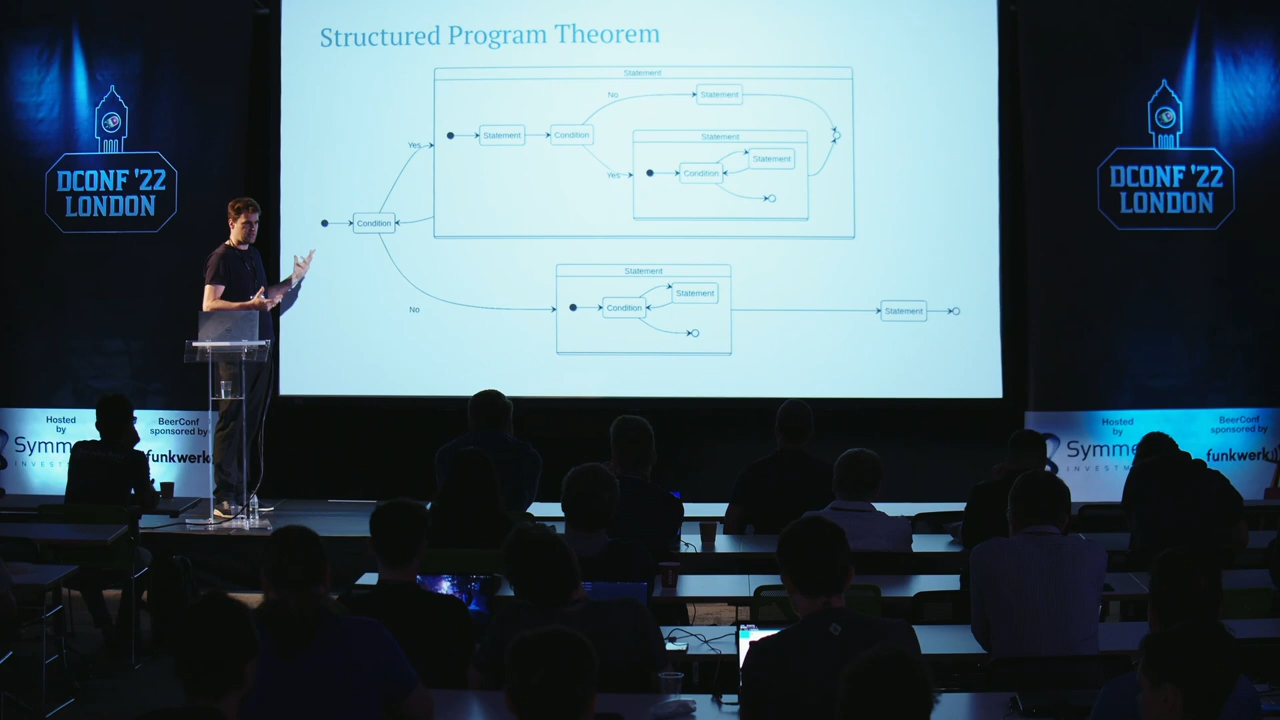 Structured Program Theorem
Statement
No
Statement
Statement
Condition
Statement
Yes
Statement
Condition
Yes
Condition
Statement
Statement
Condition
No
Statement
DCONF '22
LONDON
DCONF '22
LONDON
Hosted
by
BeerConf
sponsored by
funkwerk
Hosted
by
BeerConf
sponsored by
funkwerk